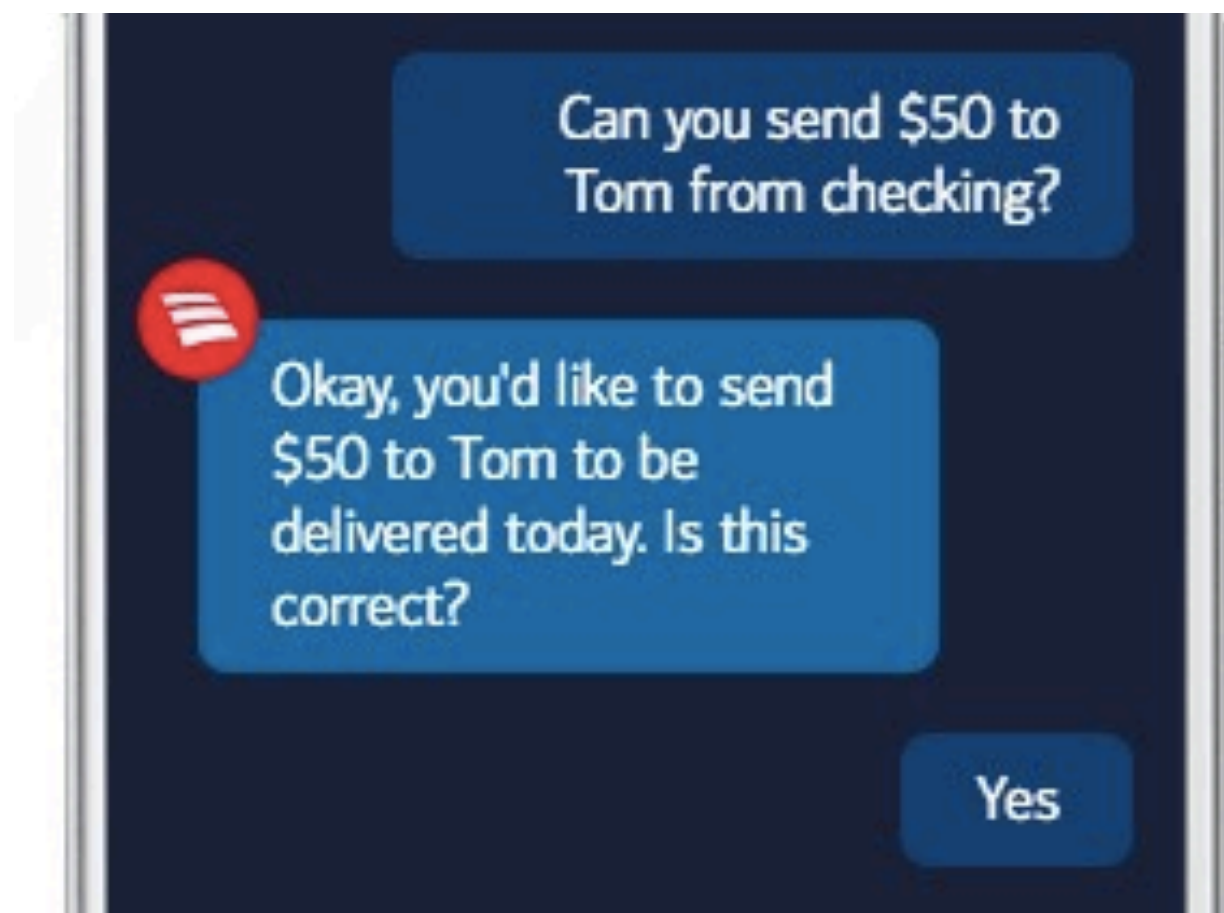 Can you send $50 to
Tom from checking?
Okay, you'd like to send
$50 to Tom to be
delivered today. Is this
correct?
Yes